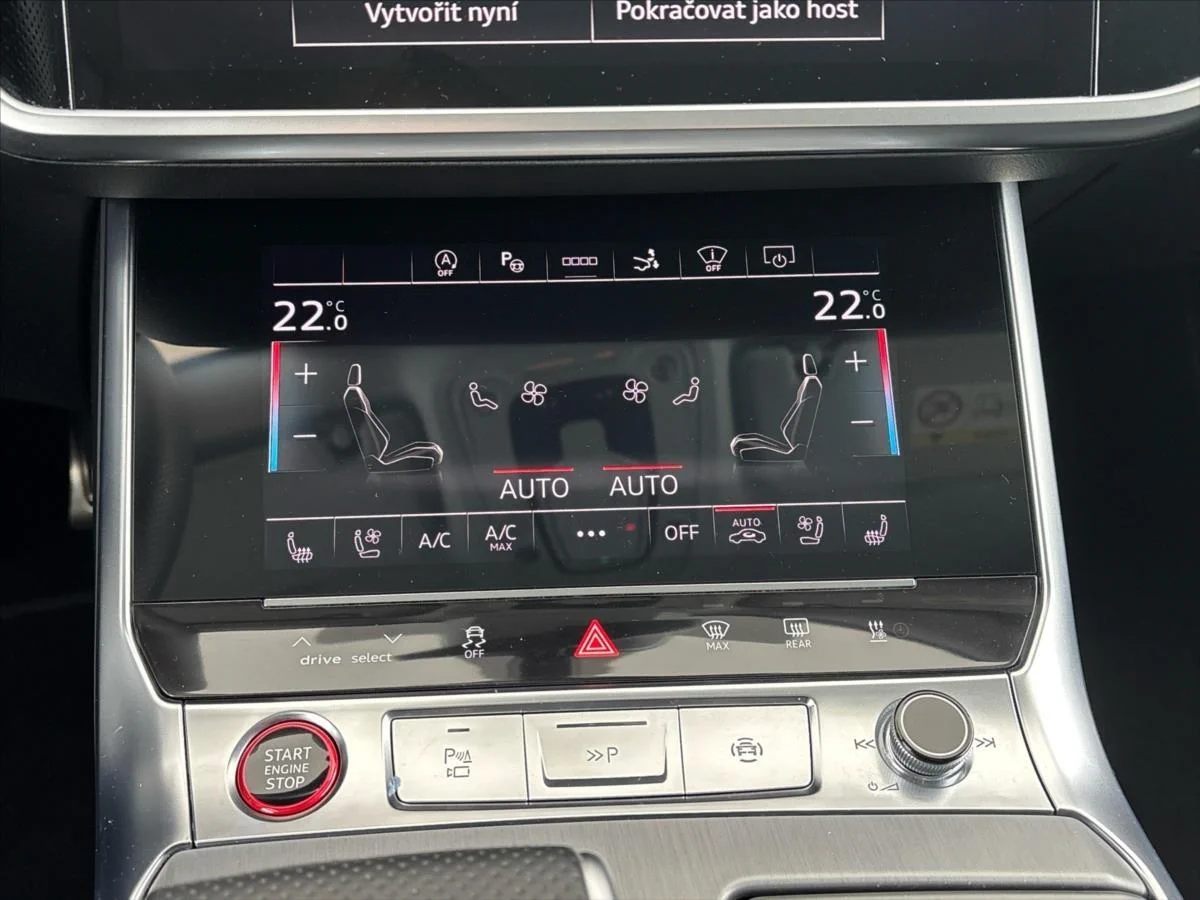 Vytvořit nyní Pokračovat jako host
A OFF P i OFF
22.0 °C 22.0 °C
+ +
− −
AUTO AUTO
A/C A/C MAX ••• OFF AUTO
drive select OFF MAX REAR
START
ENGINE
STOP
P >>P